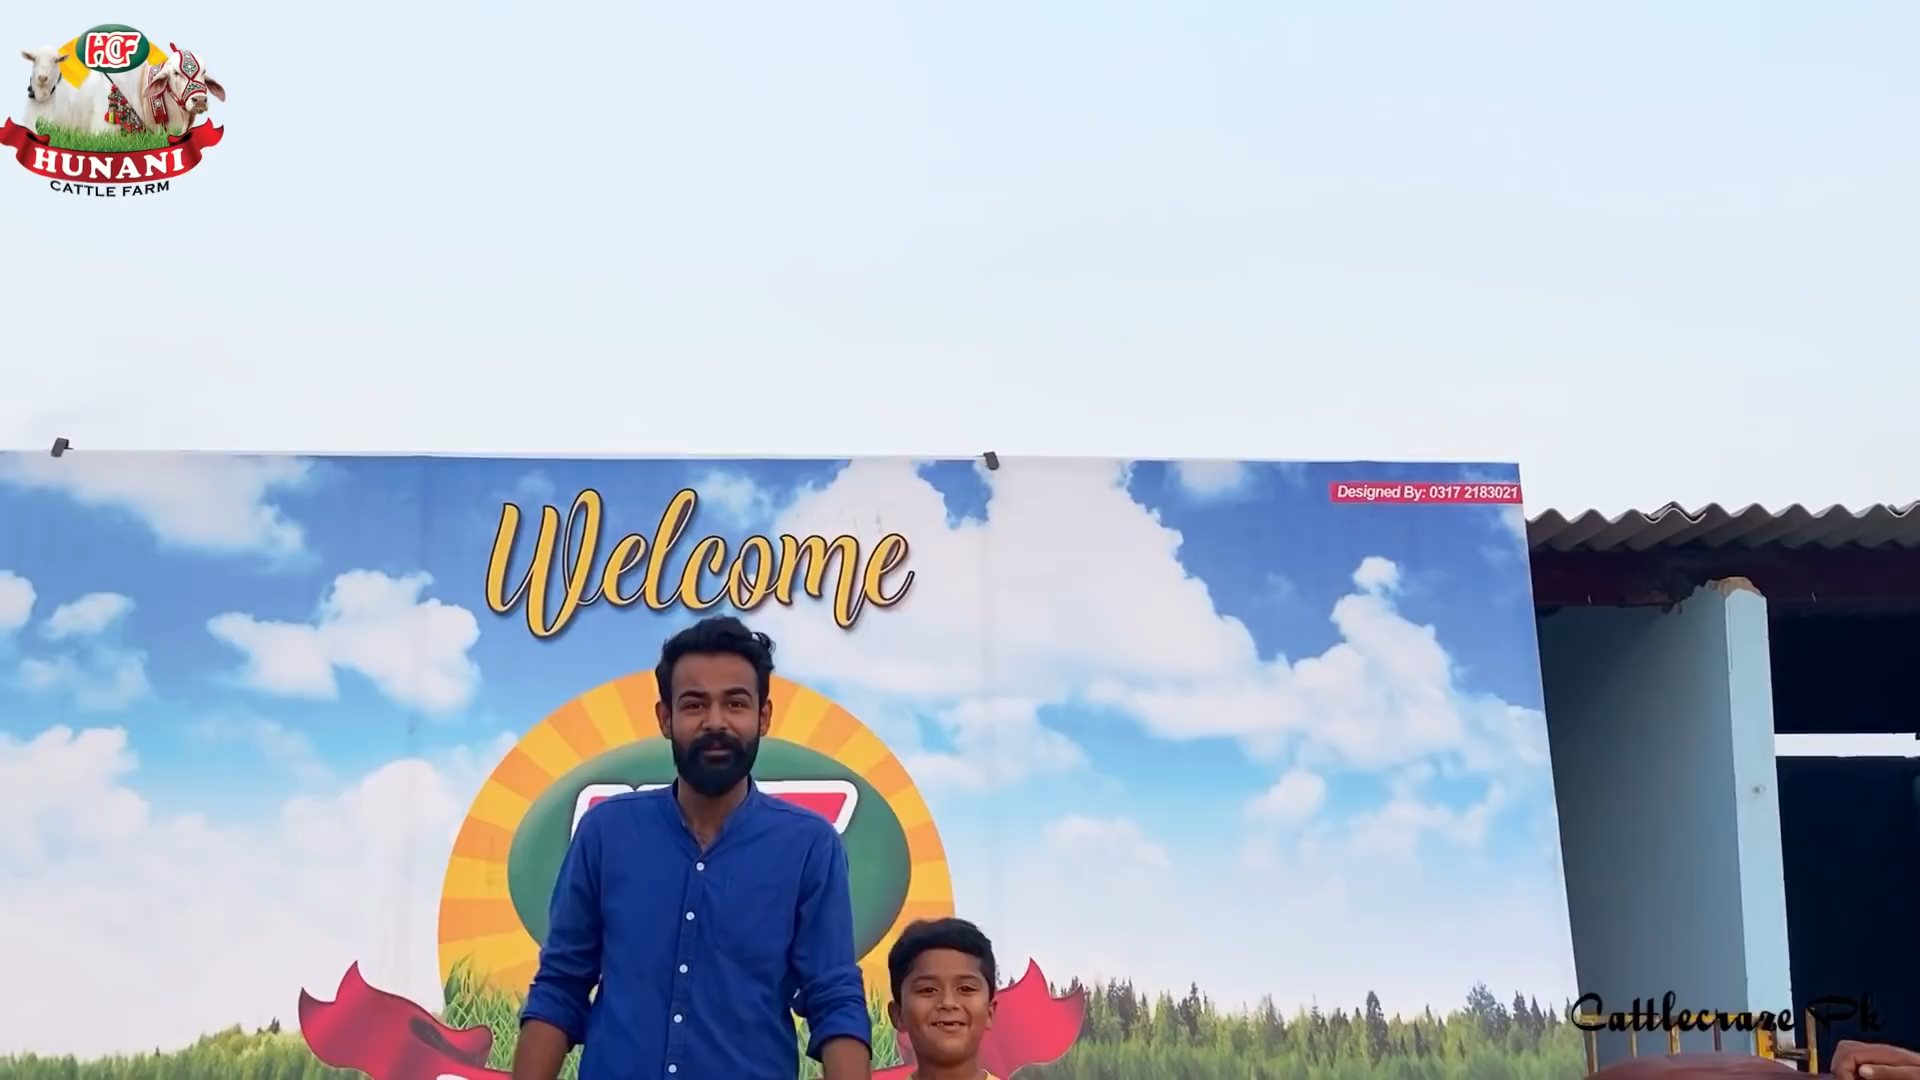 HCF
HUNANI
CATTLE FARM
Welcome
Designed By: 0317 2183021
Cattlecraze Pk